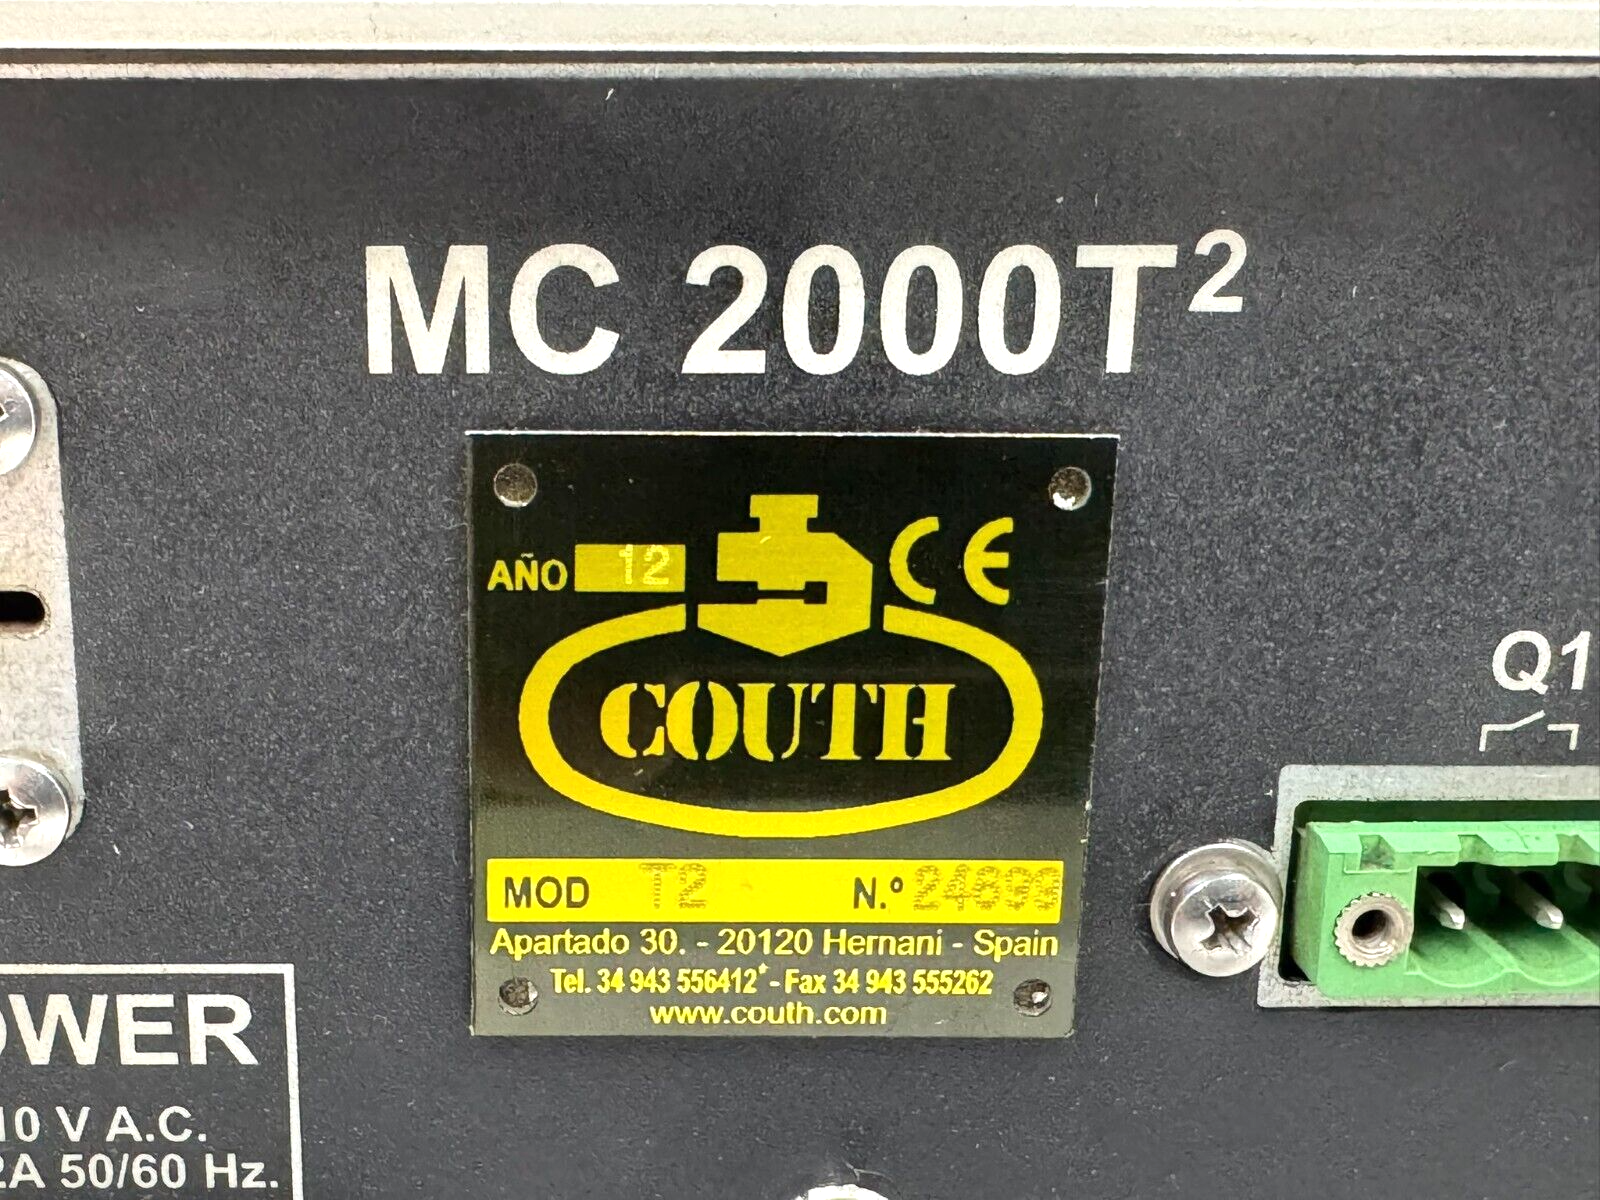 MC 2000T²
AÑO 12 CE
COUTH
Q1
MOD T2 N.º
Apartado 30. - 20120 Hernani - Spain
Tel. 34 943 556412* - Fax 34 943 555262
www.couth.com
OWER
10 V A.C.
2A 50/60 Hz.